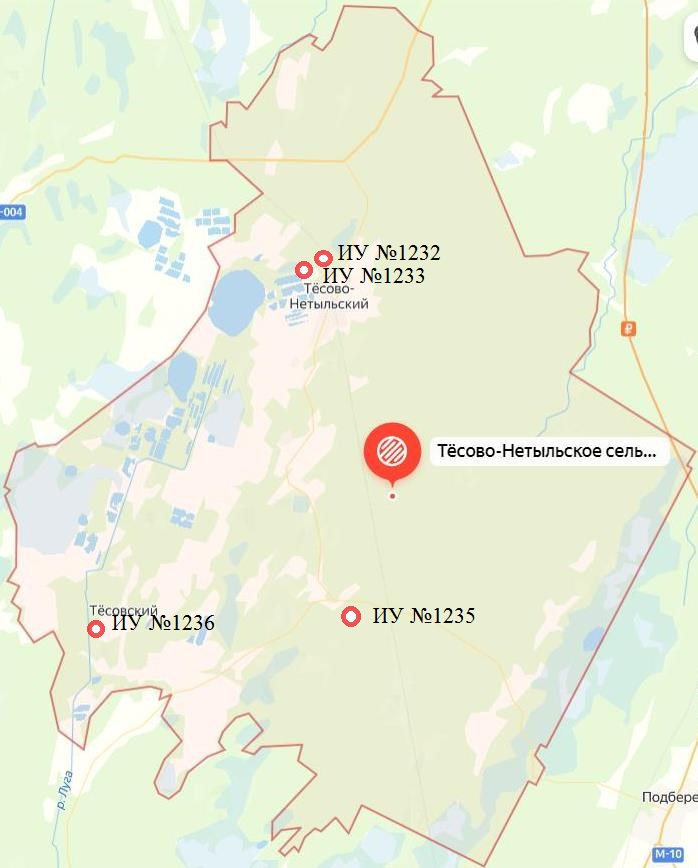 -004
ИУ №1232
ИУ №1233
Тёсово-
Нетыльский
₽
Тёсово-Нетыльское сель...
Тёсовский
ИУ №1236
ИУ №1235
р. Луга
Подбере
М-10